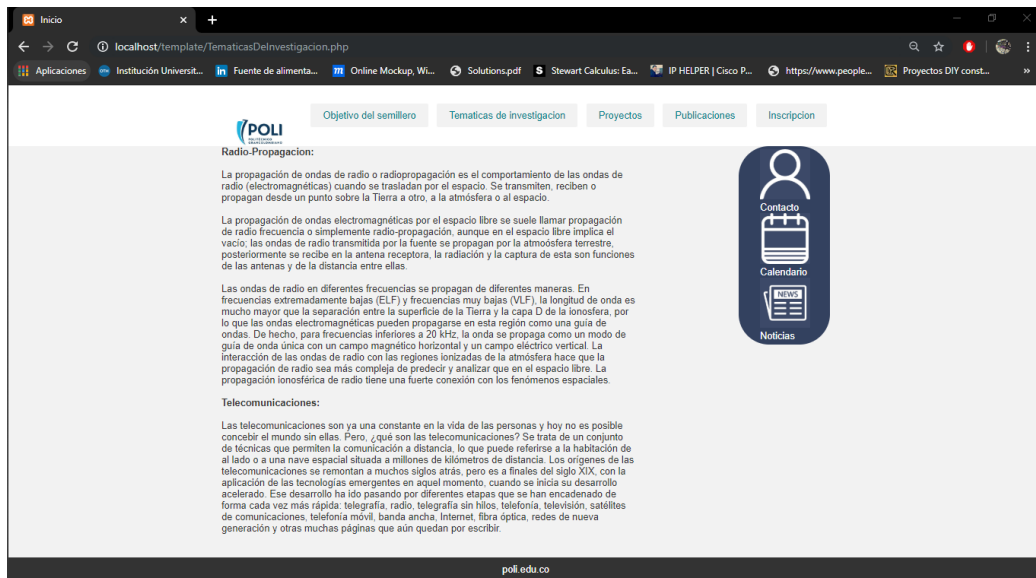 Inicio
localhost/template/TematicasDeInvestigacion.php
Aplicaciones
Institución Universit...
Fuente de alimenta...
Online Mockup, Wi...
Solutions.pdf
Stewart Calculus: Ea...
IP HELPER | Cisco P...
https://www.people...
Proyectos DIY const...
POLI
Objetivo del semillero
Tematicas de investigacion
Proyectos
Publicaciones
Inscripcion
Radio-Propagacion:
La propagación de ondas de radio o radiopropagación es el comportamiento de las ondas de
radio (electromagnéticas) cuando se trasladan por el espacio. Se transmiten, reciben o
propagan desde un punto sobre la Tierra a otro, a la atmósfera o al espacio.
La propagación de ondas electromagnéticas por el espacio libre se suele llamar propagación
de radio frecuencia o simplemente radio-propagación, aunque en el espacio libre implica el
vacío; las ondas de radio transmitida por la fuente se propagan por la atmoósfera terrestre,
posteriormente se recibe en la antena receptora, la radiación y la captura de esta son funciones
de las antenas y de la distancia entre ellas.
Las ondas de radio en diferentes frecuencias se propagan de diferentes maneras. En
frecuencias extremadamente bajas (ELF) y frecuencias muy bajas (VLF), la longitud de onda es
mucho mayor que la separación entre la superficie de la Tierra y la capa D de la ionosfera, por
lo que las ondas electromagnéticas pueden propagarse en esta región como una guía de
ondas. De hecho, para frecuencias inferiores a 20 kHz, la onda se propaga como un modo de
guía de onda única con un campo magnético horizontal y un campo eléctrico vertical. La
interacción de las ondas de radio con las regiones ionizadas de la atmósfera hace que la
propagación de radio sea más compleja de predecir y analizar que en el espacio libre. La
propagación ionosférica de radio tiene una fuerte conexión con los fenómenos espaciales.
Telecomunicaciones:
Las telecomunicaciones son ya una constante en la vida de las personas y hoy no es posible
concebir el mundo sin ellas. Pero, ¿qué son las telecomunicaciones? Se trata de un conjunto
de técnicas que permiten la comunicación a distancia, lo que puede referirse a la habitación de
al lado o a una nave espacial situada a millones de kilómetros de distancia. Los orígenes de las
telecomunicaciones se remontan a muchos siglos atrás, pero es a finales del siglo XIX, con la
aplicación de las tecnologías emergentes en aquel momento, cuando se inicia su desarrollo
acelerado. Ese desarrollo ha ido pasando por diferentes etapas que se han encadenado de
forma cada vez más rápida: telegrafía, radio, telegrafía sin hilos, telefonía, televisión, satélites
de comunicaciones, telefonía móvil, banda ancha, Internet, fibra óptica, redes de nueva
generación y otras muchas páginas que aún quedan por escribir.
Contacto
Calendario
NEWS
Noticias
poli.edu.co